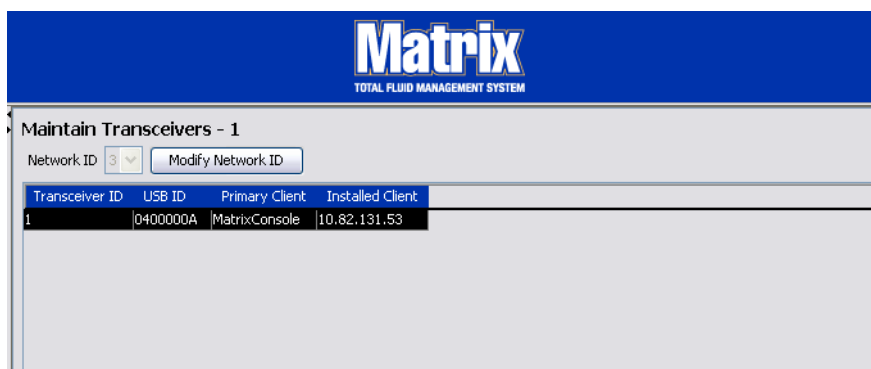 Matrix
TOTAL FLUID MANAGEMENT SYSTEM
Maintain Transceivers - 1
Network ID 3 Modify Network ID
Transceiver ID USB ID Primary Client Installed Client
1 0400000A MatrixConsole 10.82.131.53